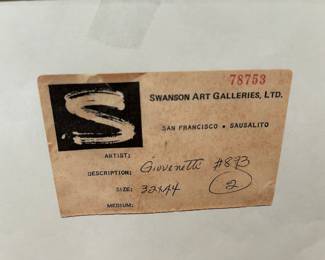 78753
S
SWANSON ART GALLERIES, LTD.
SAN FRANCISCO • SAUSALITO
ARTIST:
DESCRIPTION: Giovenetti #893
SIZE: 32x44 2
MEDIUM: